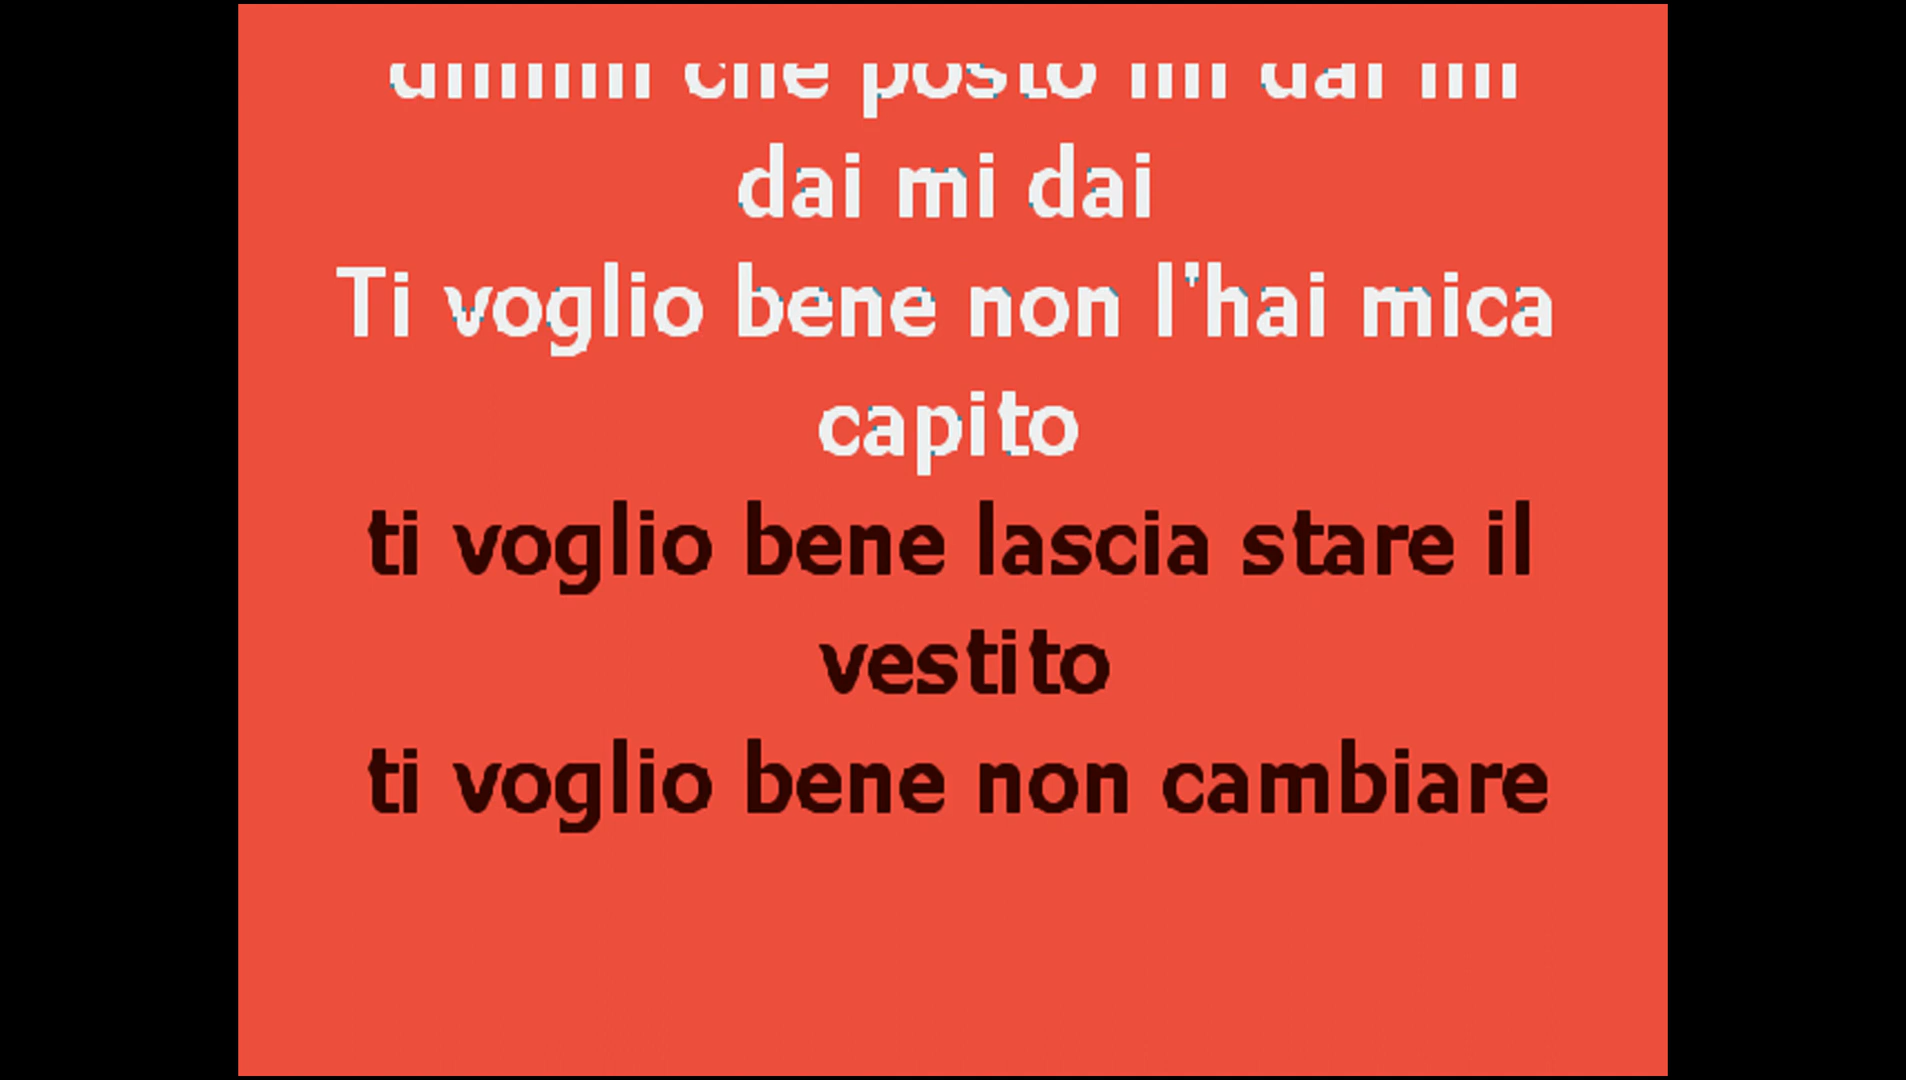 dimmi che posto mi dai mi
dai mi dai
Ti voglio bene non l'hai mica
capito
ti voglio bene lascia stare il
vestito
ti voglio bene non cambiare